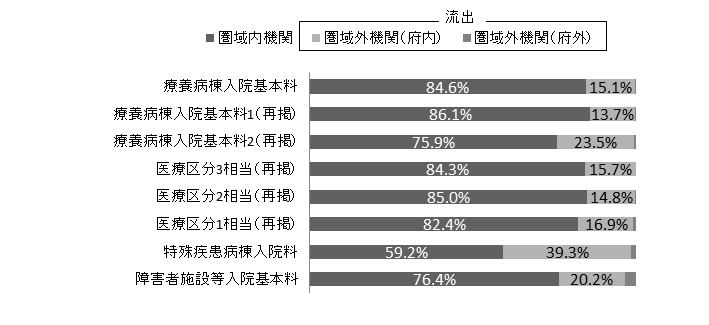 流出
■圏域内機関 ■圏域外機関(府内) ■圏域外機関(府外)
療養病棟入院基本料 84.6% 15.1%
療養病棟入院基本料1(再掲) 86.1% 13.7%
療養病棟入院基本料2(再掲) 75.9% 23.5%
医療区分3相当(再掲) 84.3% 15.7%
医療区分2相当(再掲) 85.0% 14.8%
医療区分1相当(再掲) 82.4% 16.9%
特殊疾患病棟入院料 59.2% 39.3%
障害者施設等入院基本料 76.4% 20.2%